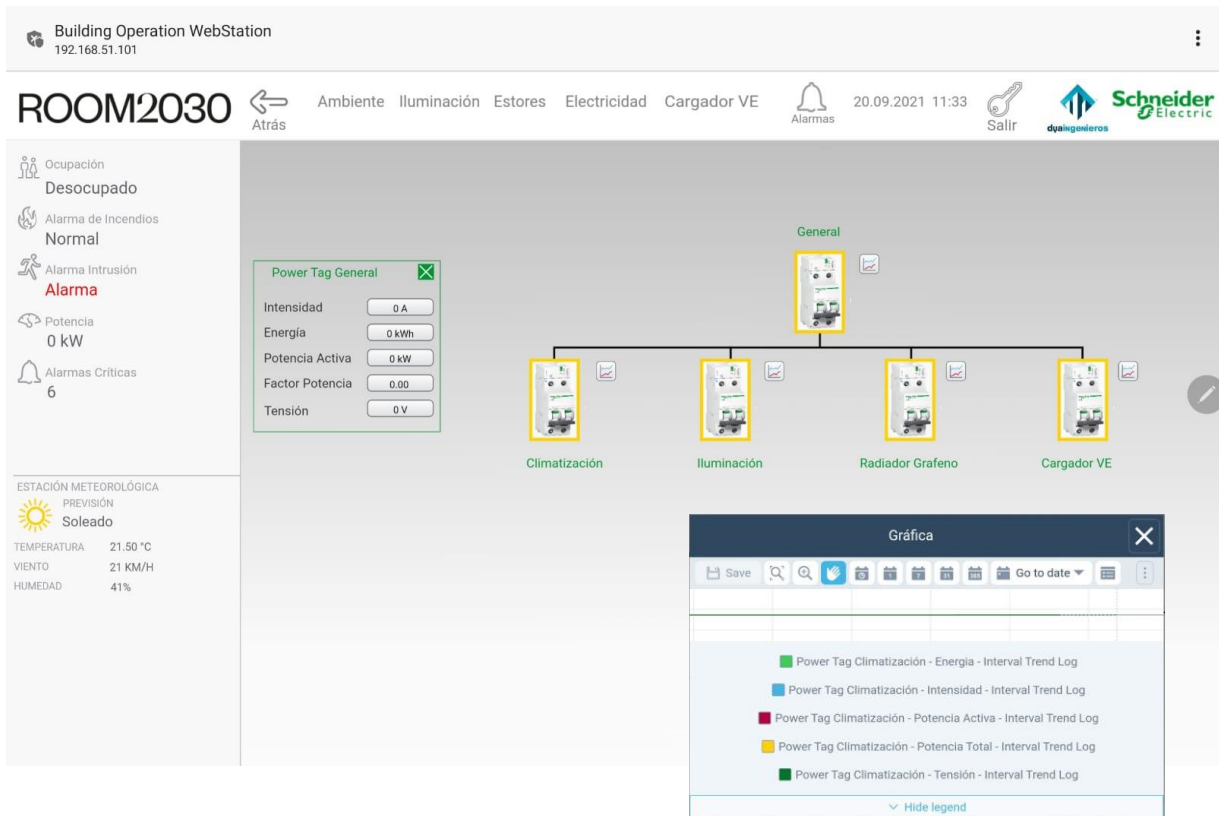 Building Operation WebStation
192.168.51.101
ROOM2030
Atrás
Ambiente Iluminación Estores Electricidad Cargador VE
Alarmas
20.09.2021 11:33
Salir
dyaingenieros
Schneider
Electric
Ocupación
Desocupado
Alarma de Incendios
Normal
Alarma Intrusión
Alarma
Potencia
0 kW
Alarmas Críticas
6
ESTACIÓN METEOROLÓGICA
PREVISIÓN
Soleado
TEMPERATURA 21.50 °C
VIENTO 21 KM/H
HUMEDAD 41%
Power Tag General
Intensidad 0 A
Energía 0 kWh
Potencia Activa 0 kW
Factor Potencia 0.00
Tensión 0 V
General
Climatización
Iluminación
Radiador Grafeno
Cargador VE
Gráfica
Save 1 7 31 365 Go to date
Power Tag Climatización - Energia - Interval Trend Log
Power Tag Climatización - Intensidad - Interval Trend Log
Power Tag Climatización - Potencia Activa - Interval Trend Log
Power Tag Climatización - Potencia Total - Interval Trend Log
Power Tag Climatización - Tensión - Interval Trend Log
Hide legend